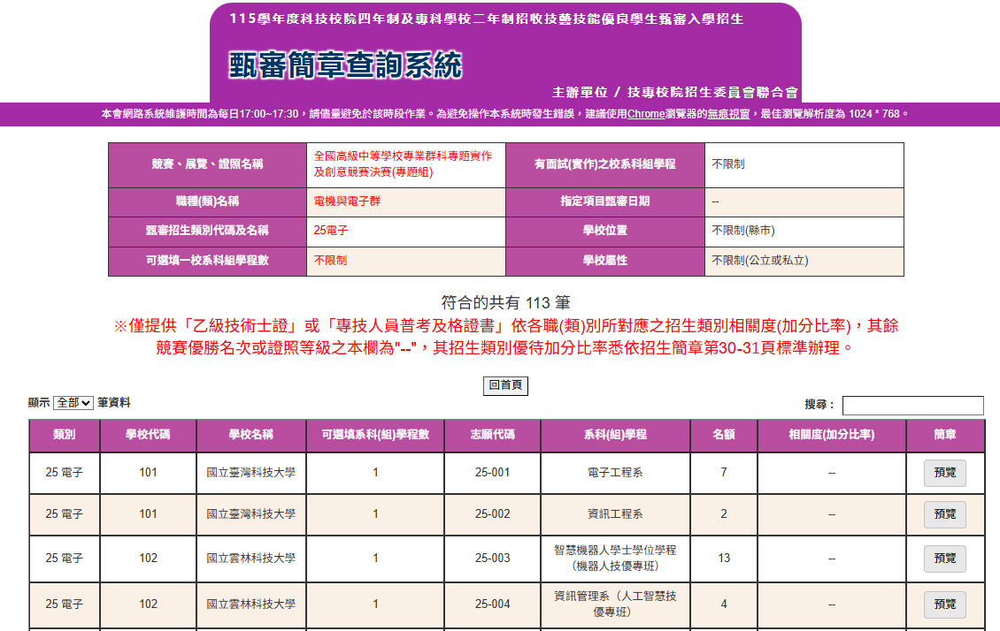 115學年度科技校院四年制及專科學校二年制招收技藝技能優良學生甄審入學招生
甄審簡章查詢系統
主辦單位 / 技專校院招生委員會聯合會
本會網路系統維護時間為每日17:00~17:30，請儘量避免於該時段作業。為避免操作本系統時發生錯誤，建議使用Chrome瀏覽器的無痕視窗，最佳瀏覽解析度為 1024 * 768。
競賽、展覽、證照名稱 全國高級中等學校專業群科專題實作及創意競賽決賽(專題組) 有面試(實作)之校系科組學程 不限制
職種(類)名稱 電機與電子群 指定項目甄審日期 --
甄審招生類別代碼及名稱 25電子 學校位置 不限制(縣市)
可選填一校系科組學程數 不限制 學校屬性 不限制(公立或私立)
符合的共有 113 筆
※僅提供「乙級技術士證」或「專技人員普考及格證書」依各職(類)別所對應之招生類別相關度(加分比率)，其餘
競賽優勝名次或證照等級之本欄為"--"，其招生類別優待加分比率悉依招生簡章第30-31頁標準辦理。
回首頁
顯示 全部 筆資料 搜尋：
類別 學校代碼 學校名稱 可選填系科(組)學程數 志願代碼 系科(組)學程 名額 相關度(加分比率) 簡章
25 電子 101 國立臺灣科技大學 1 25-001 電子工程系 7 -- 預覽
25 電子 101 國立臺灣科技大學 1 25-002 資訊工程系 2 -- 預覽
25 電子 102 國立雲林科技大學 1 25-003 智慧機器人學士學位學程（機器人技優專班） 13 -- 預覽
25 電子 102 國立雲林科技大學 1 25-004 資訊管理系（人工智慧技優專班） 4 -- 預覽